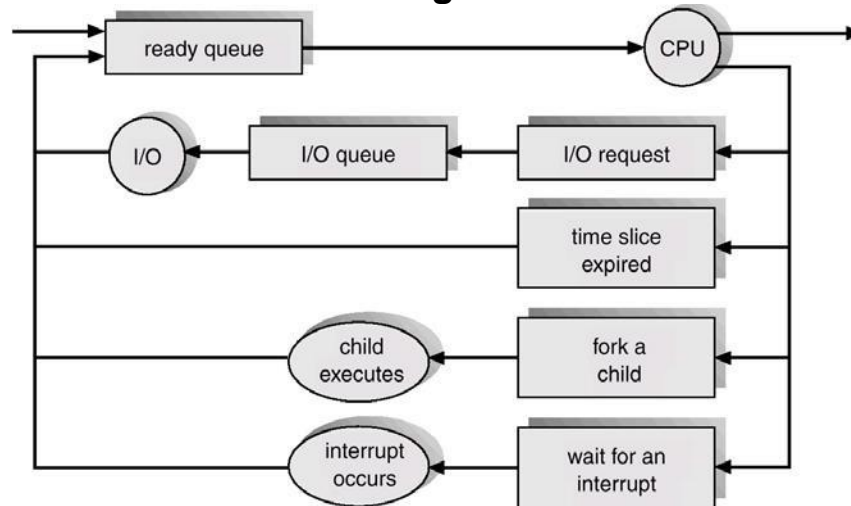 ready queue
CPU
I/O
I/O queue
I/O request
time slice
expired
child
executes
fork a
child
interrupt
occurs
wait for an
interrupt